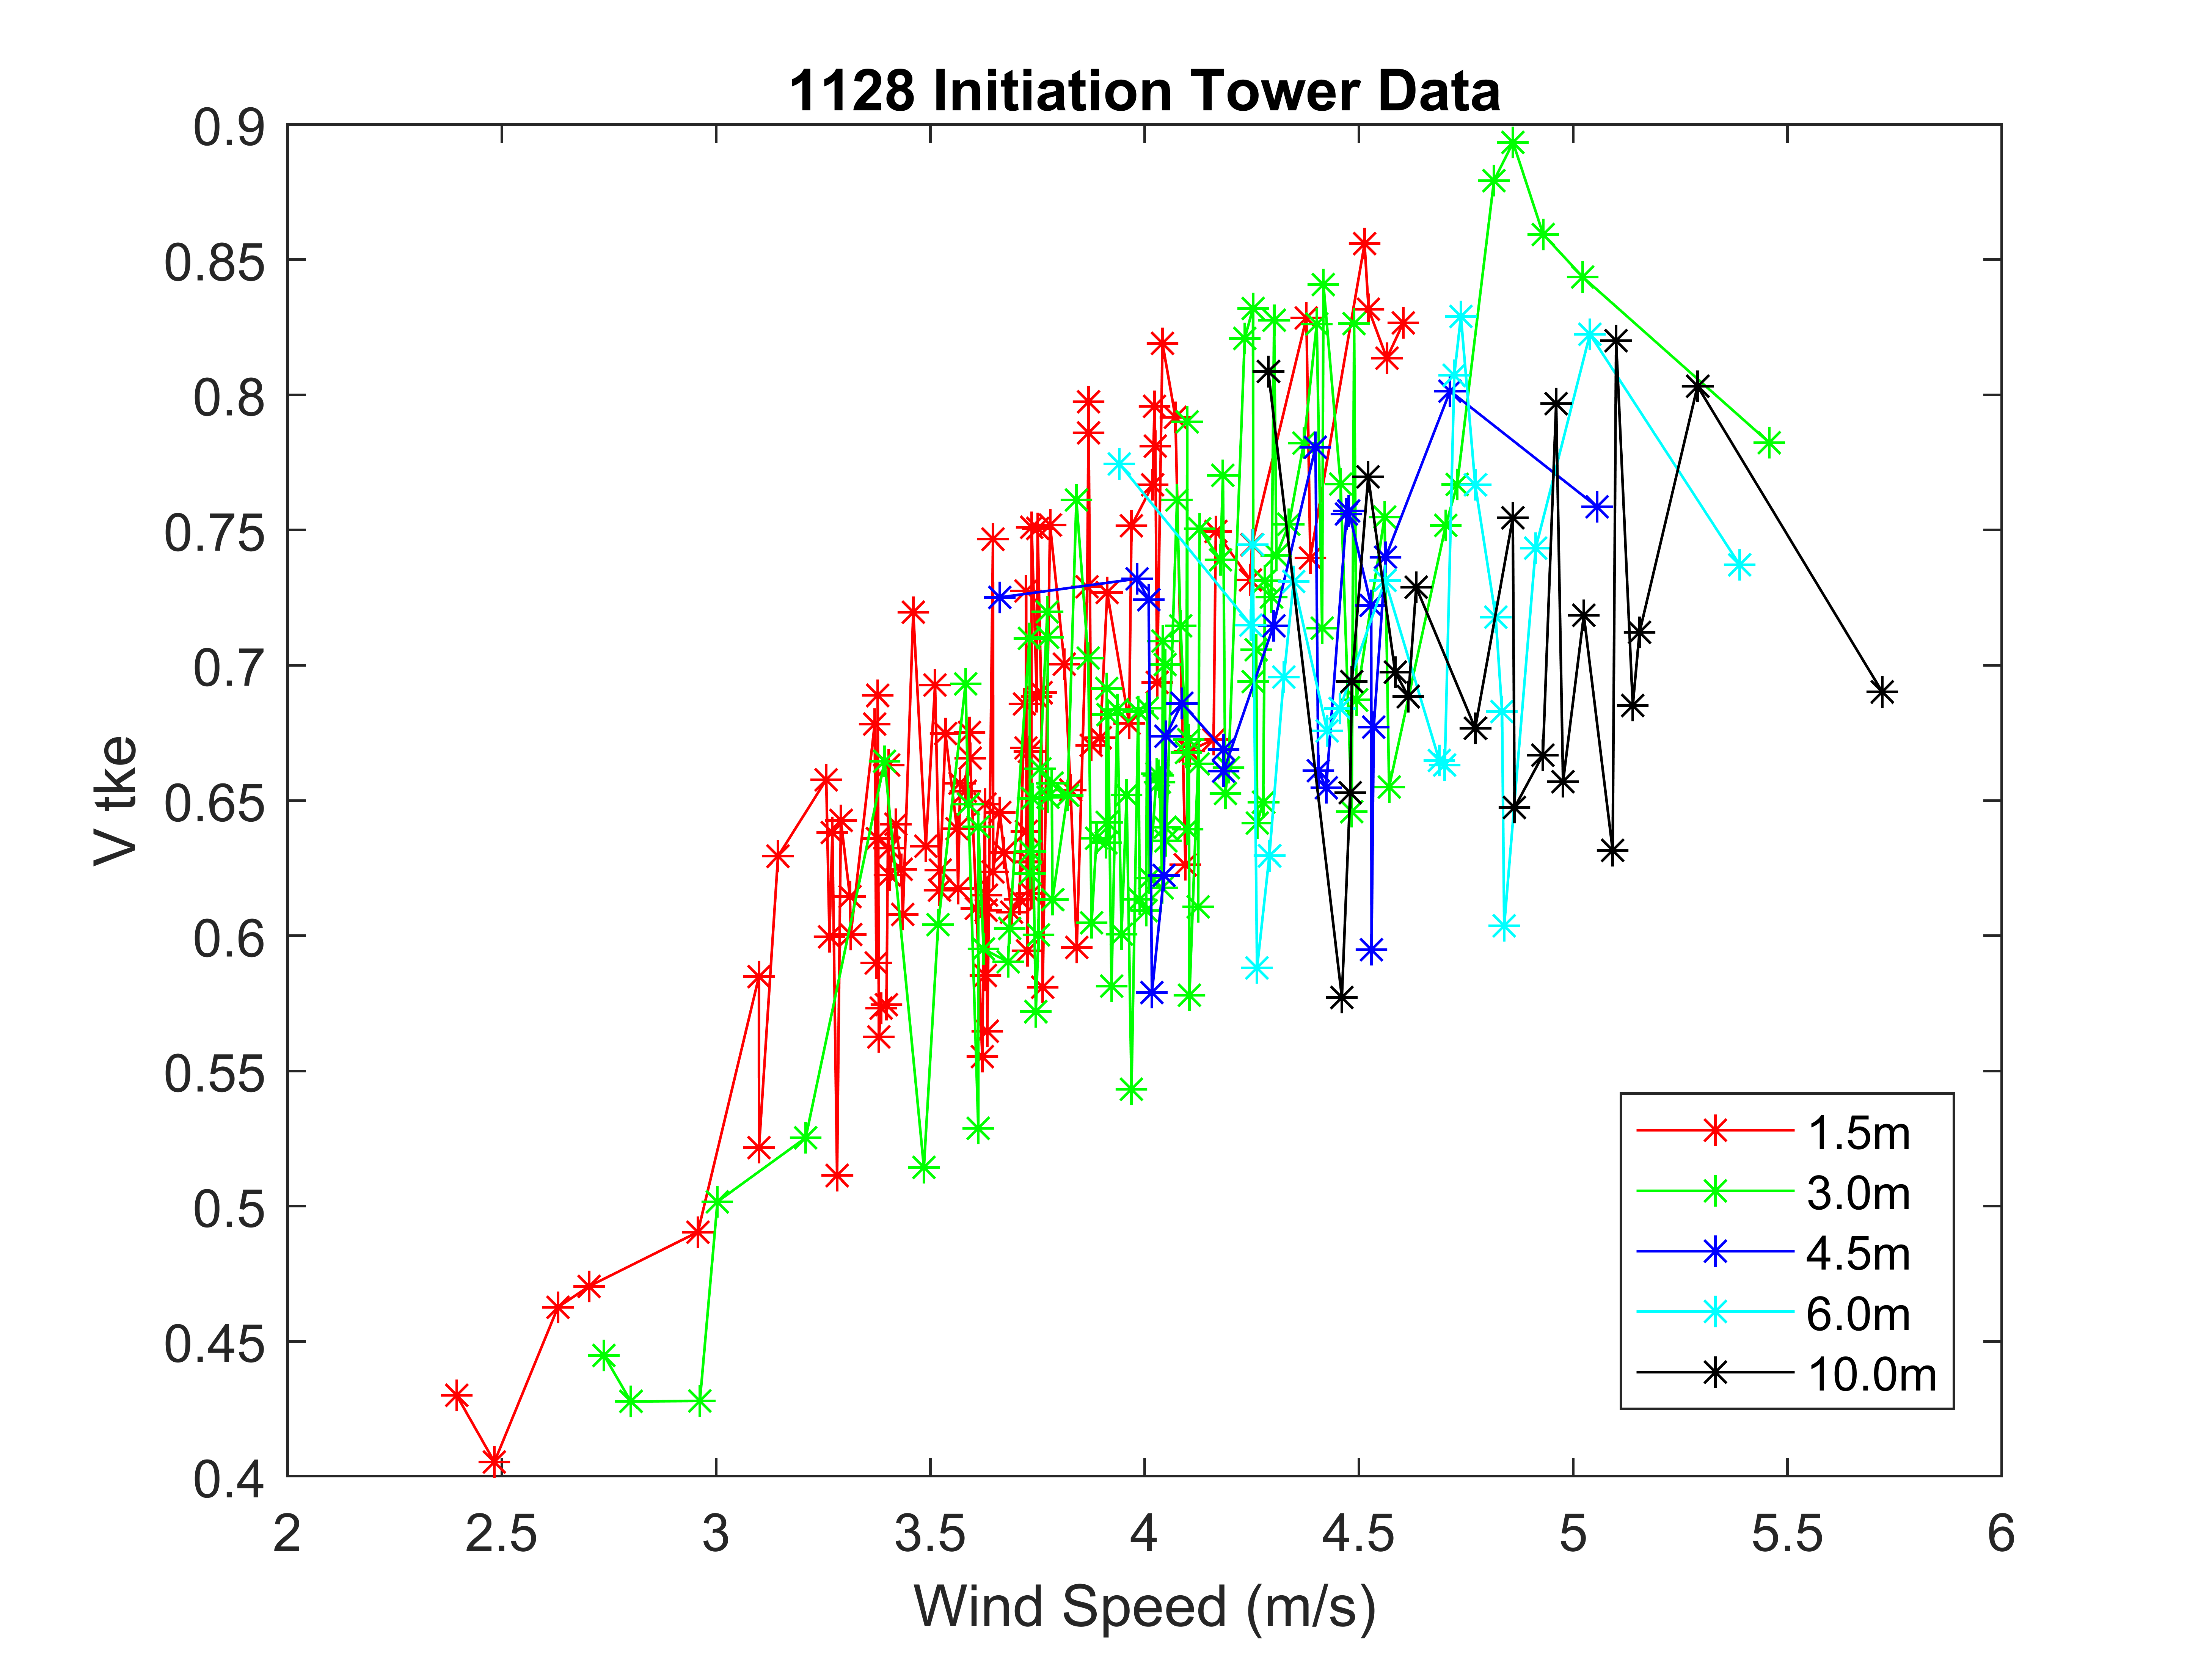 1128 Initiation Tower Data
0.9
0.85
0.8
0.75
0.7
0.65
0.6
0.55
0.5
0.45
0.4
V tke
2 2.5 3 3.5 4 4.5 5 5.5 6
Wind Speed (m/s)
1.5m
3.0m
4.5m
6.0m
10.0m